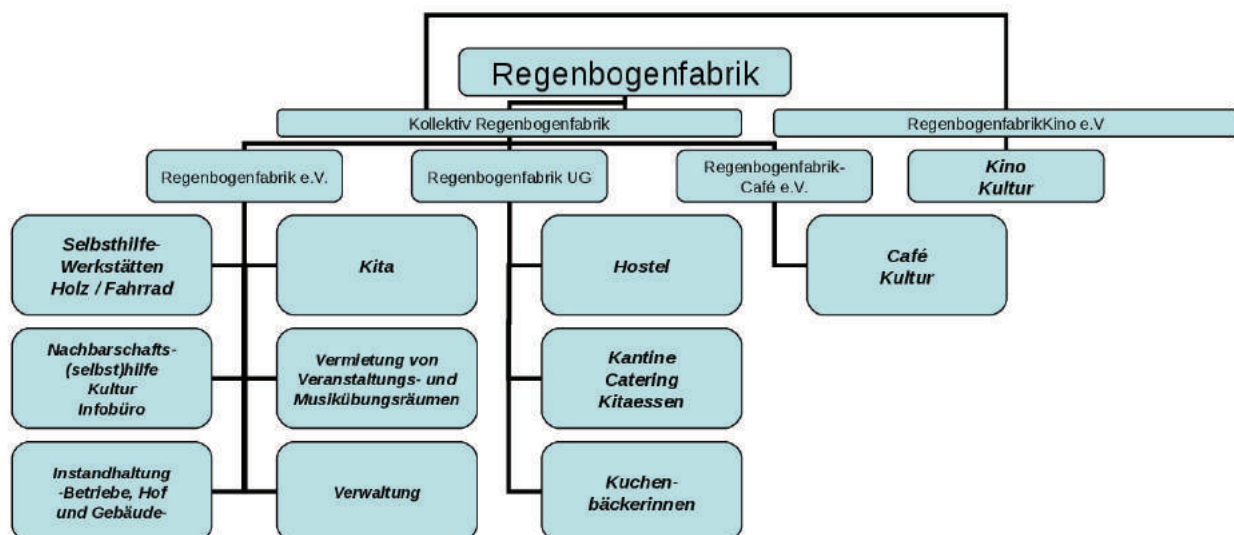 Regenbogenfabrik
Kollektiv Regenbogenfabrik
RegenbogenfabrikKino e.V
Regenbogenfabrik e.V.
Regenbogenfabrik UG
Regenbogenfabrik-
Café e.V.
Kino
Kultur
Selbsthilfe-
Werkstätten
Holz / Fahrrad
Kita
Hostel
Café
Kultur
Nachbarschafts-
(selbst)hilfe
Kultur
Infobüro
Vermietung von
Veranstaltungs- und
Musikübungsräumen
Kantine
Catering
Kitaessen
Instandhaltung
-Betriebe, Hof
und Gebäude-
Verwaltung
Kuchen-
bäckerinnen